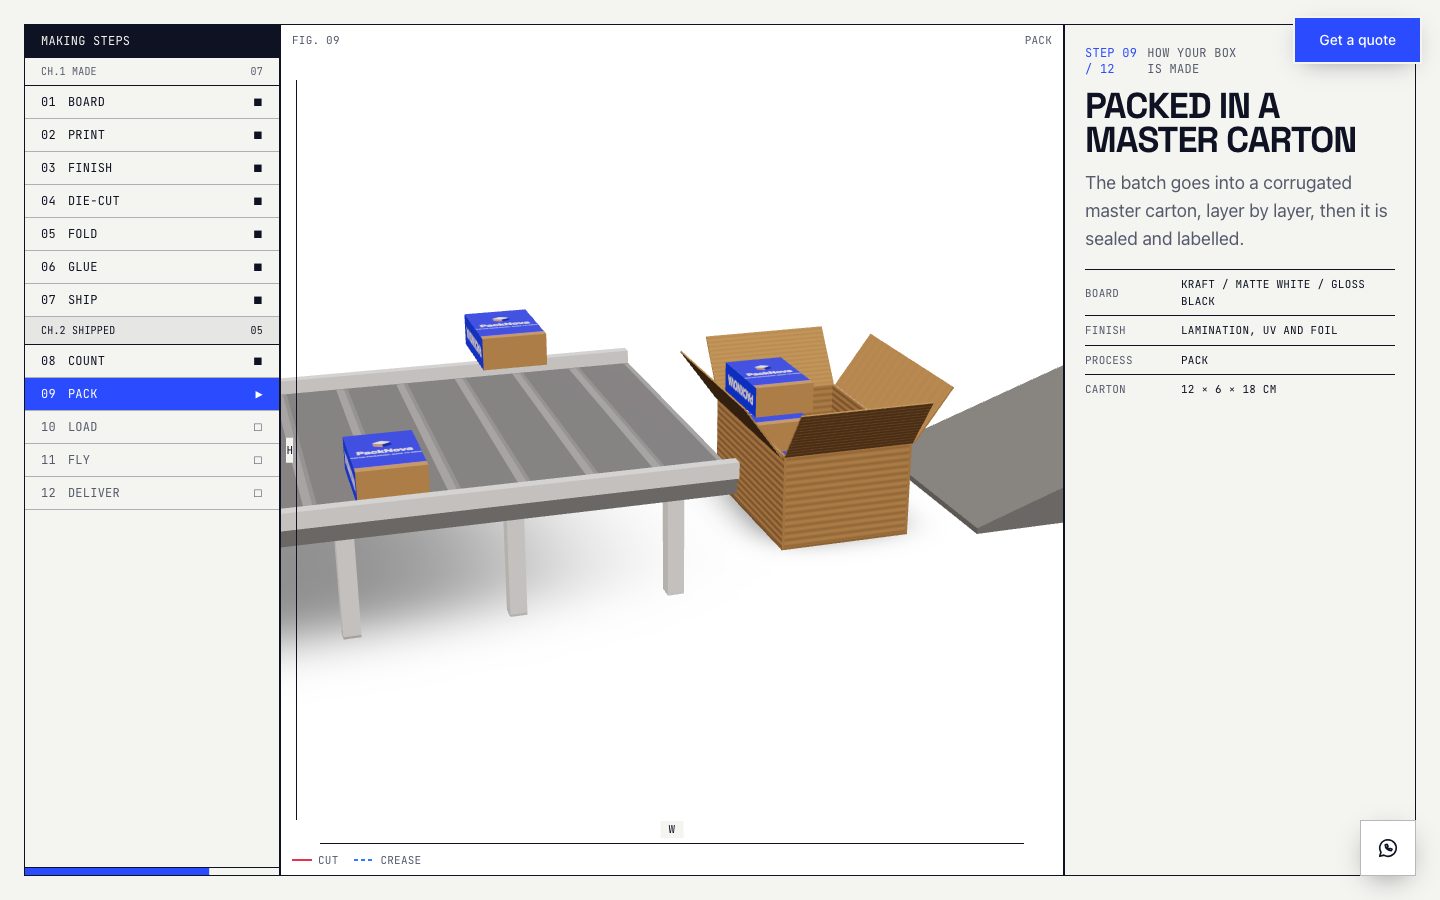 MAKING STEPS
CH.1 MADE 07
01 BOARD
02 PRINT
03 FINISH
04 DIE-CUT
05 FOLD
06 GLUE
07 SHIP
CH.2 SHIPPED 05
08 COUNT
09 PACK
10 LOAD
11 FLY
12 DELIVER
FIG. 09
PACK
PackNova
PackNova
PackNova
H
W
CUT
CREASE
Get a quote
STEP 09 / 12
HOW YOUR BOX IS MADE
PACKED IN A
MASTER CARTON
The batch goes into a corrugated
master carton, layer by layer, then it is
sealed and labelled.
BOARD KRAFT / MATTE WHITE / GLOSS
BLACK
FINISH LAMINATION, UV AND FOIL
PROCESS PACK
CARTON 12 × 6 × 18 CM